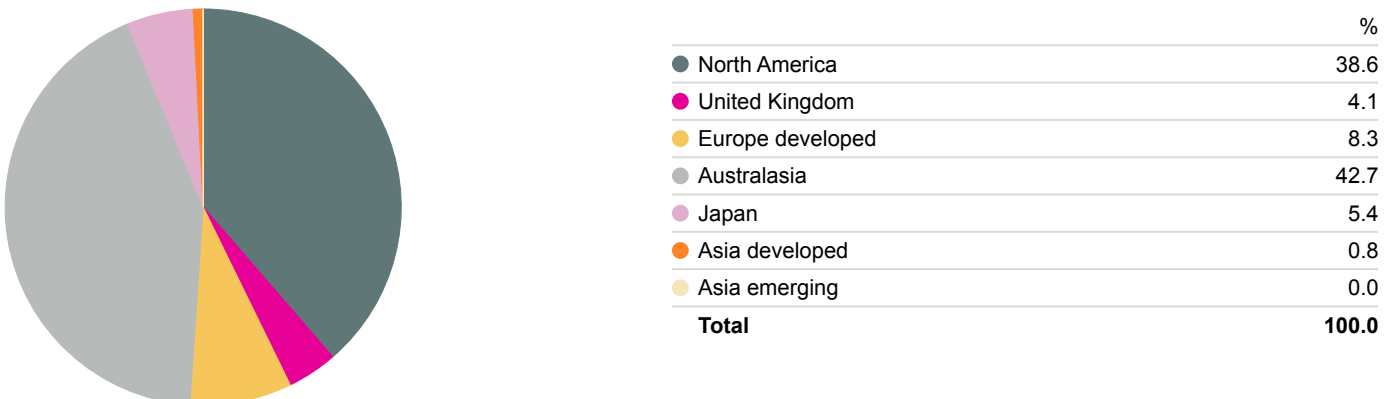 %
North America 38.6
United Kingdom 4.1
Europe developed 8.3
Australasia 42.7
Japan 5.4
Asia developed 0.8
Asia emerging 0.0
Total 100.0